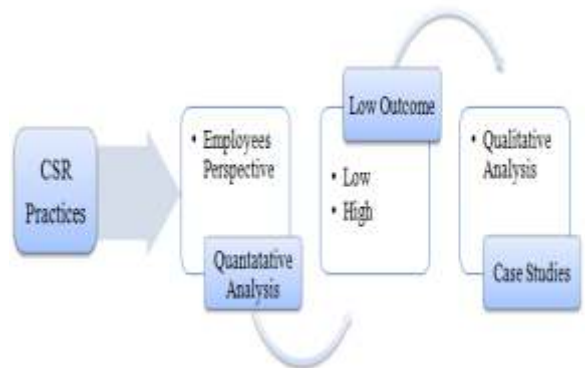 CSR
Practices
• Employees
Perspective
Quantatative
Analysis
Low Outcome
• Low
• High
• Qualitative
Analysis
Case Studies